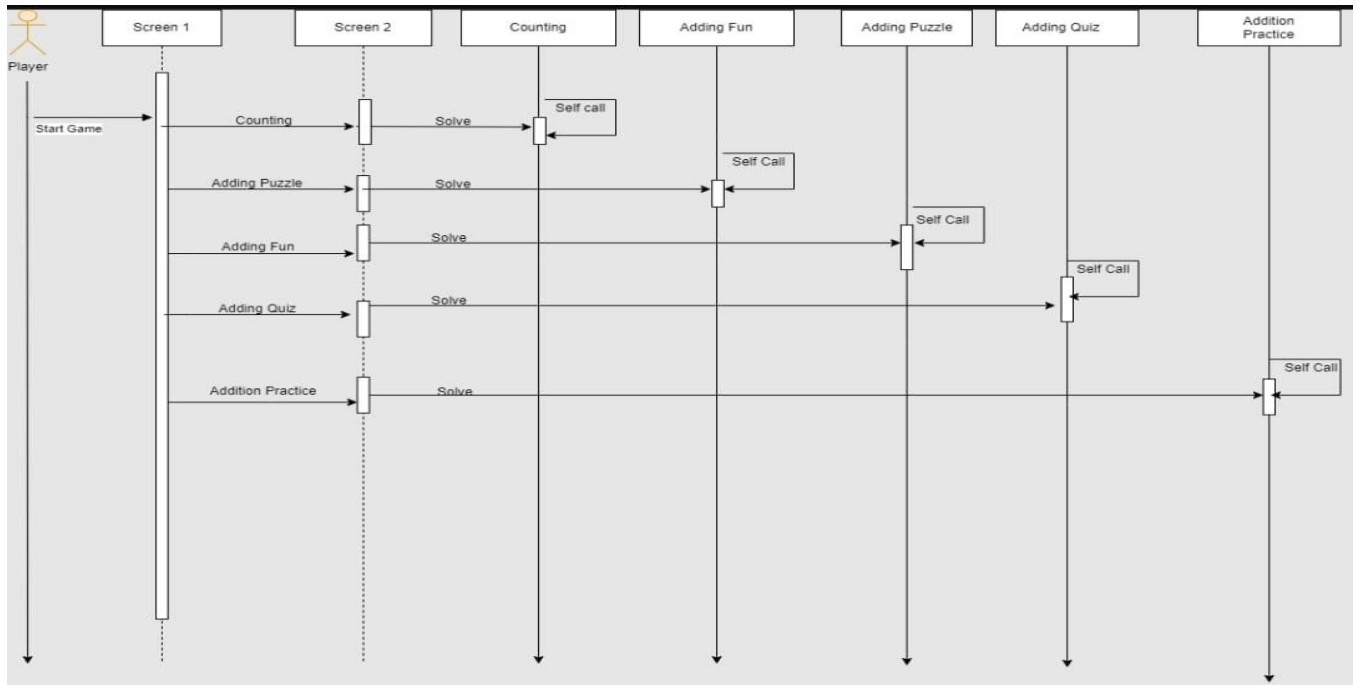 Screen 1
Screen 2
Counting
Adding Fun
Adding Puzzle
Adding Quiz
Addition
Practice
Player
Start Game
Counting
Solve
Self call
Adding Puzzle
Solve
Self Call
Adding Fun
Solve
Self Call
Adding Quiz
Solve
Self Call
Addition Practice
Solve
Self Call